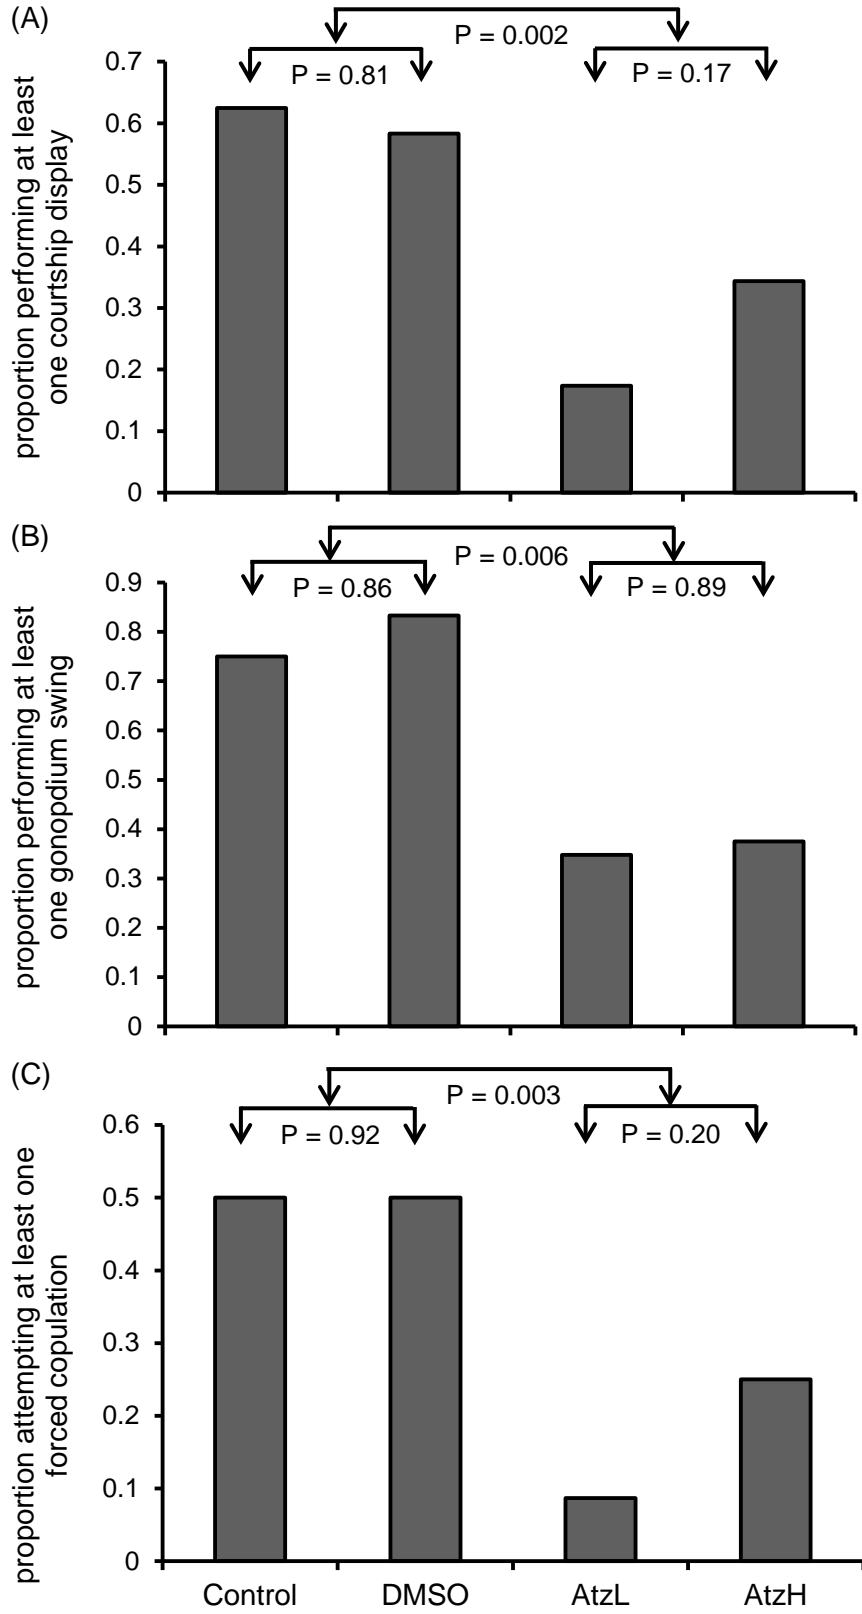 (A)
proportion performing at least
one courtship display
P = 0.002
P = 0.81
P = 0.17
0.7
0.6
0.5
0.4
0.3
0.2
0.1
0
(B)
proportion performing at least
one gonopdium swing
P = 0.006
P = 0.86
P = 0.89
0.9
0.8
0.7
0.6
0.5
0.4
0.3
0.2
0.1
0
(C)
proportion attempting at least one
forced copulation
P = 0.003
P = 0.92
P = 0.20
0.6
0.5
0.4
0.3
0.2
0.1
0
Control DMSO AtzL AtzH